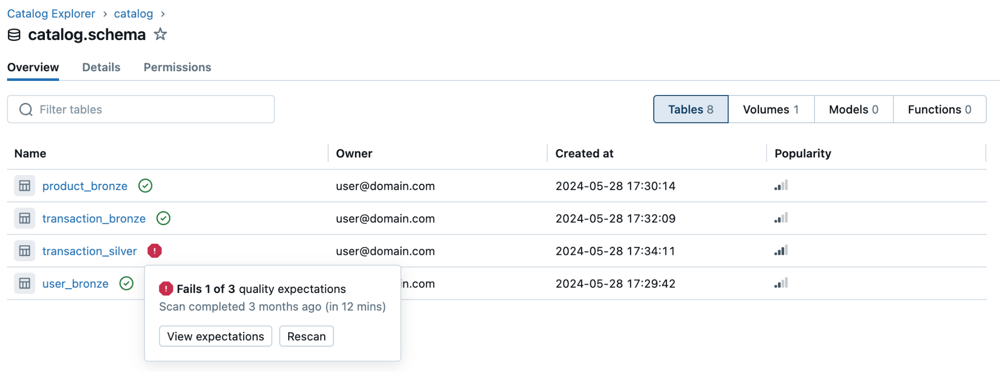 Catalog Explorer > catalog >
catalog.schema
Overview Details Permissions
Filter tables
Tables 8 Volumes 1 Models 0 Functions 0
Name Owner Created at Popularity
product_bronze user@domain.com 2024-05-28 17:30:14
transaction_bronze user@domain.com 2024-05-28 17:32:09
transaction_silver ! user@domain.com 2024-05-28 17:34:11
user_bronze in.com 2024-05-28 17:29:42
! Fails 1 of 3 quality expectations
Scan completed 3 months ago (in 12 mins)
View expectations Rescan